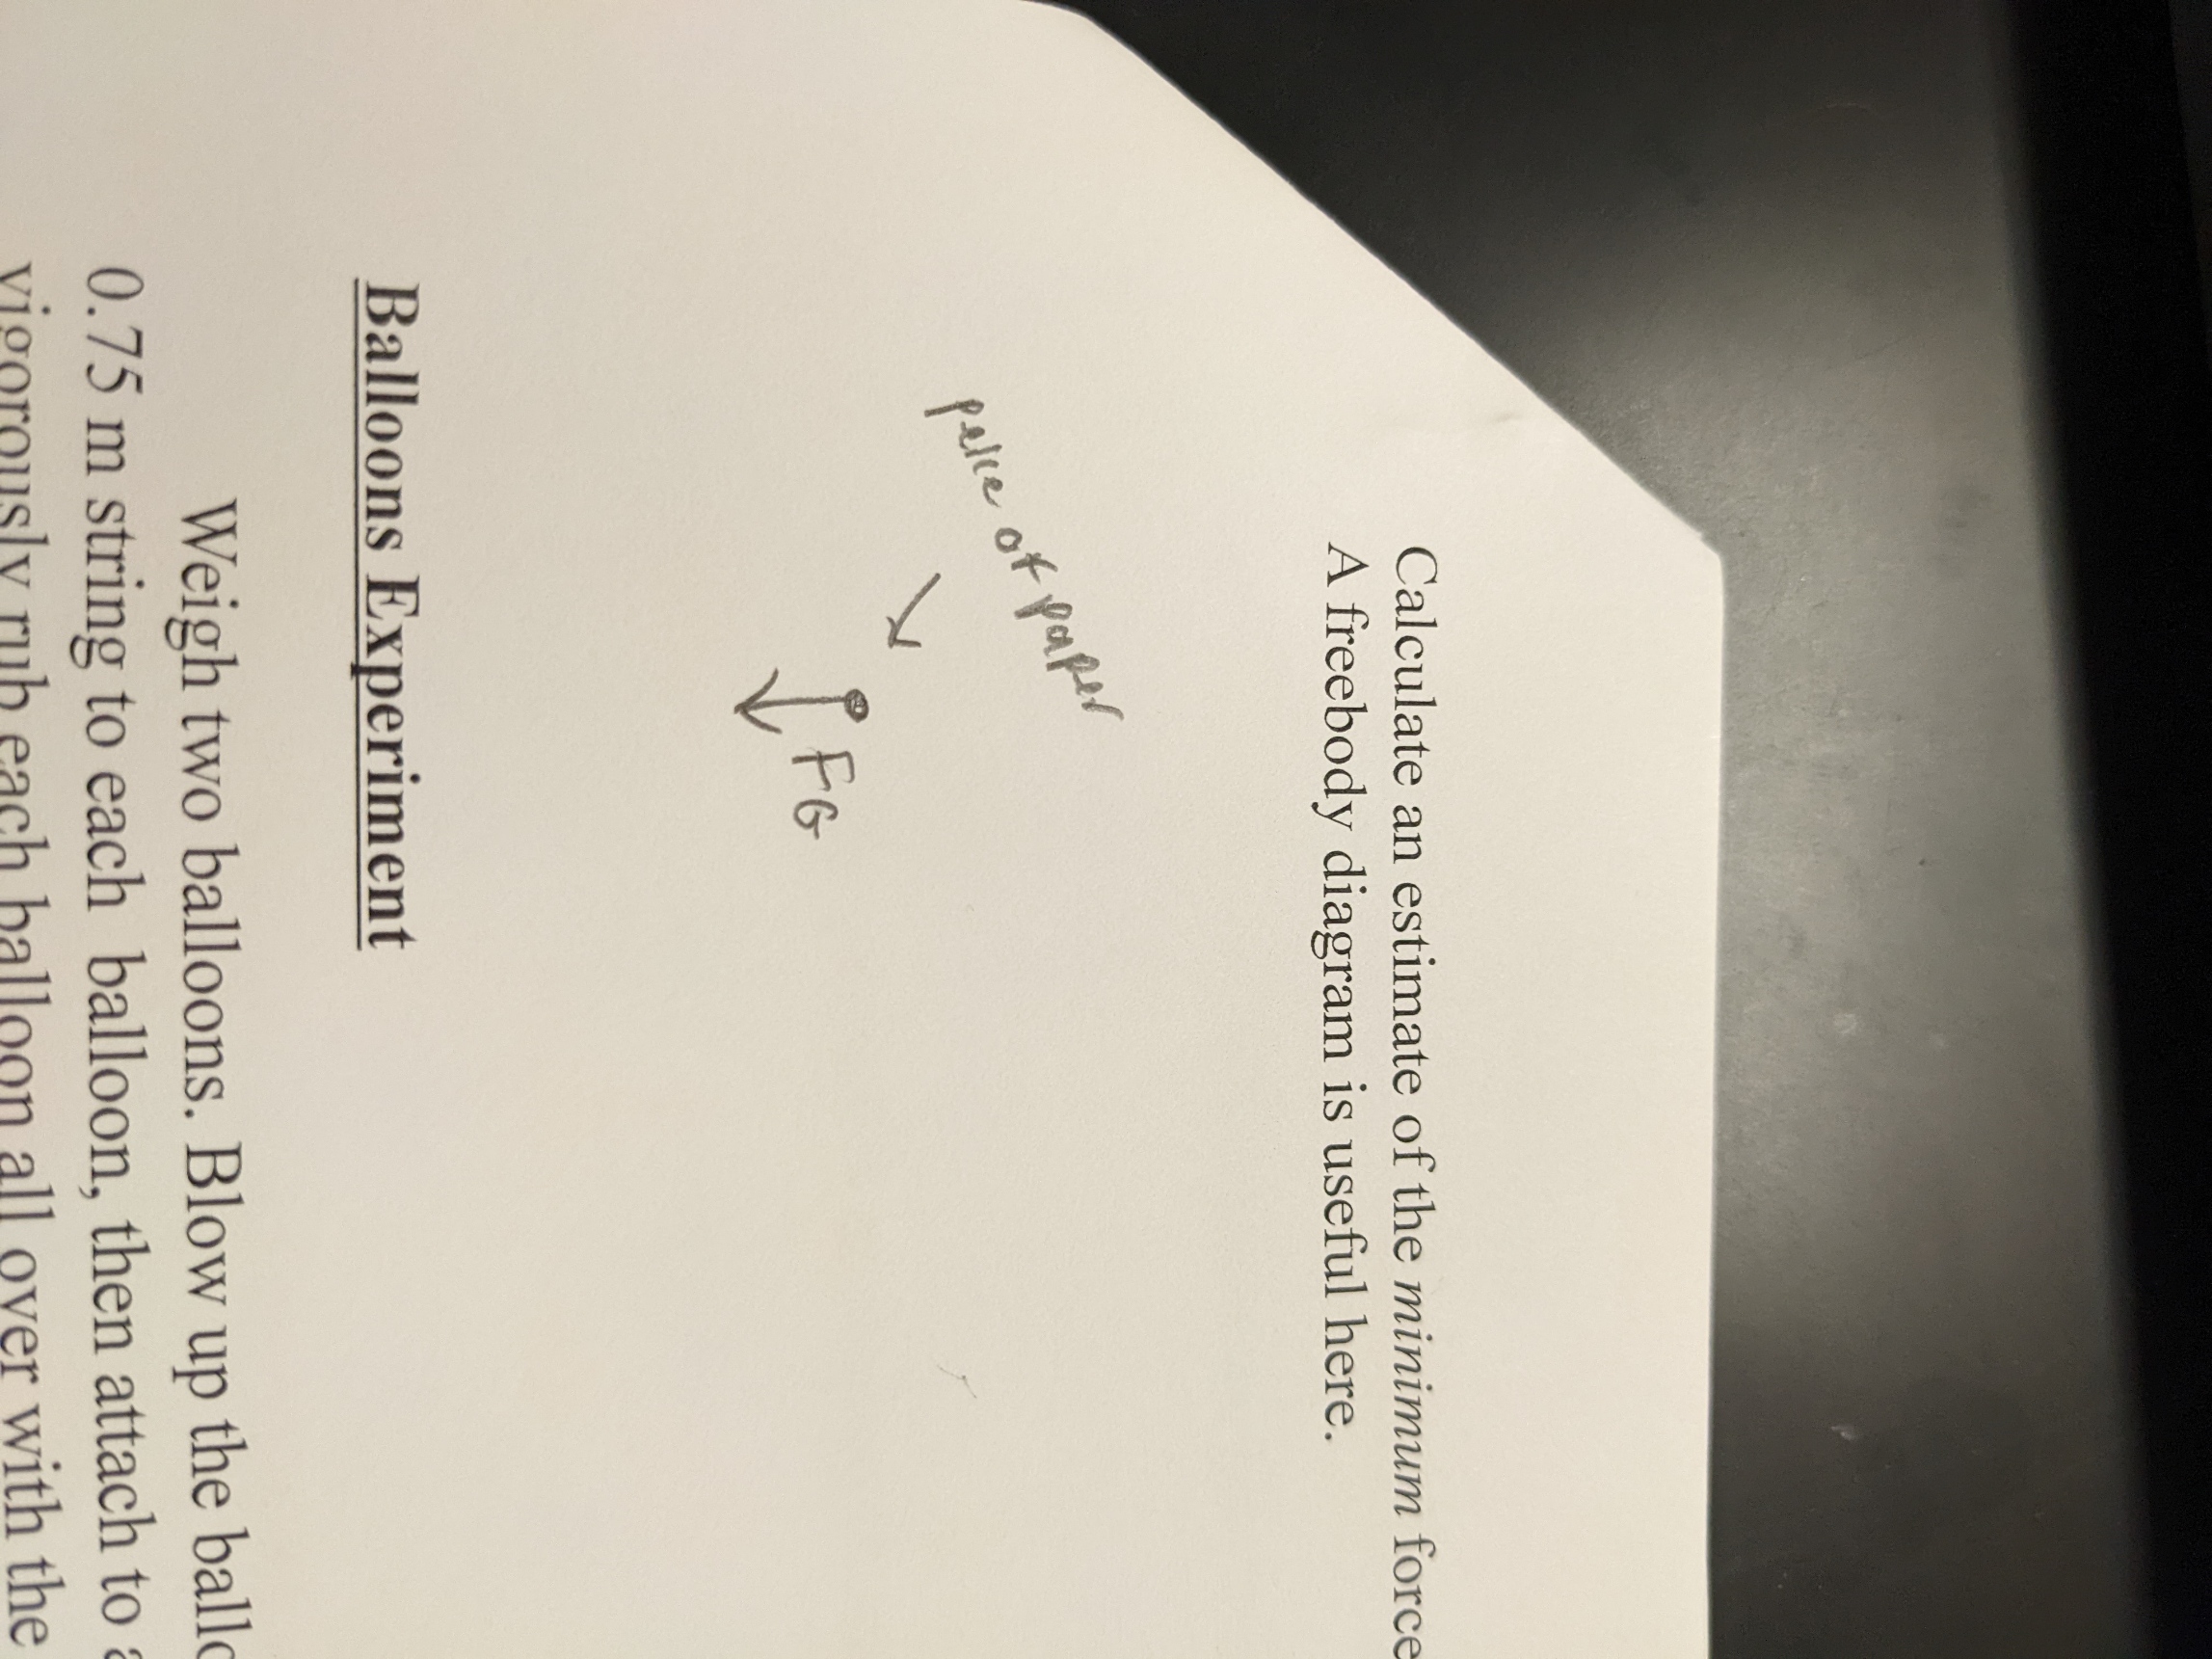 Calculate an estimate of the minimum force
A freebody diagram is useful here.
peice of paper
FG
Balloons Experiment
Weigh two balloons. Blow up the ballo
0.75 m string to each balloon, then attach to a
vigorously rub each balloon all over with the